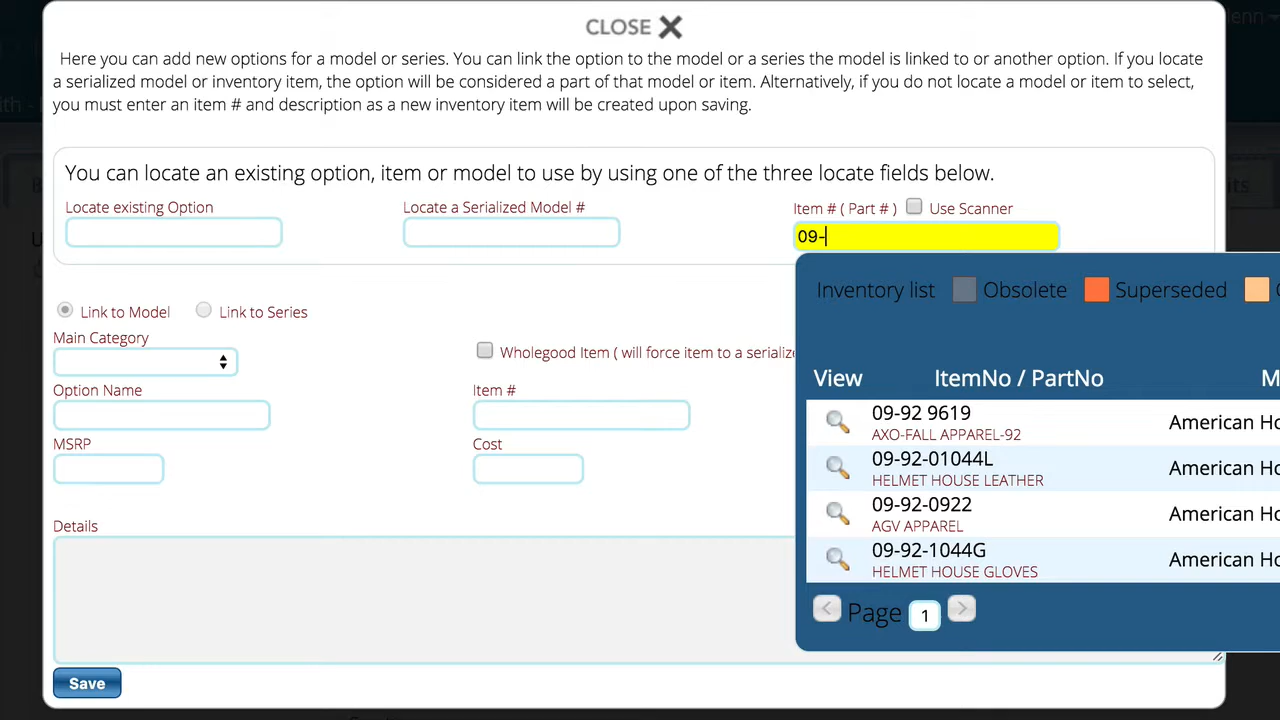 CLOSE
Here you can add new options for a model or series. You can link the option to the model or a series the model is linked to or another option. If you locate
a serialized model or inventory item, the option will be considered a part of that model or item. Alternatively, if you do not locate a model or item to select,
you must enter an item # and description as a new inventory item will be created upon saving.
You can locate an existing option, item or model to use by using one of the three locate fields below.
Locate existing Option
Locate a Serialized Model #
Item # ( Part # ) Use Scanner
09-
Inventory list Obsolete Superseded
Link to Model Link to Series
Main Category
Wholegood Item ( will force item to a
View ItemNo / PartNo
Option Name
Item #
09-92 9619
AXO-FALL APPAREL-92
American
MSRP
Cost
09-92-01044L
HELMET HOUSE LEATHER
American
09-92-0922
AGV APPAREL
American
Details
09-92-1044G
HELMET HOUSE GLOVES
American
Page 1
Save